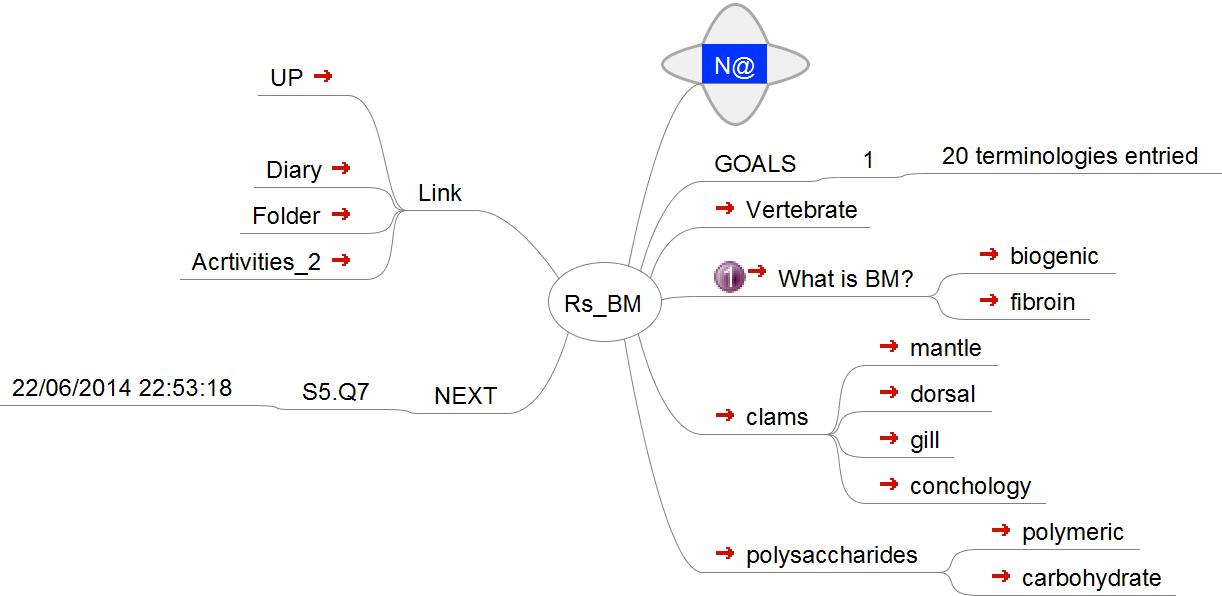 N@
UP
Diary
Folder
Acrtivities_2
Link
Rs_BM
22/06/2014 22:53:18
S5.Q7
NEXT
GOALS
1
20 terminologies entried
Vertebrate
1
What is BM?
biogenic
fibroin
clams
mantle
dorsal
gill
conchology
polysaccharides
polymeric
carbohydrate